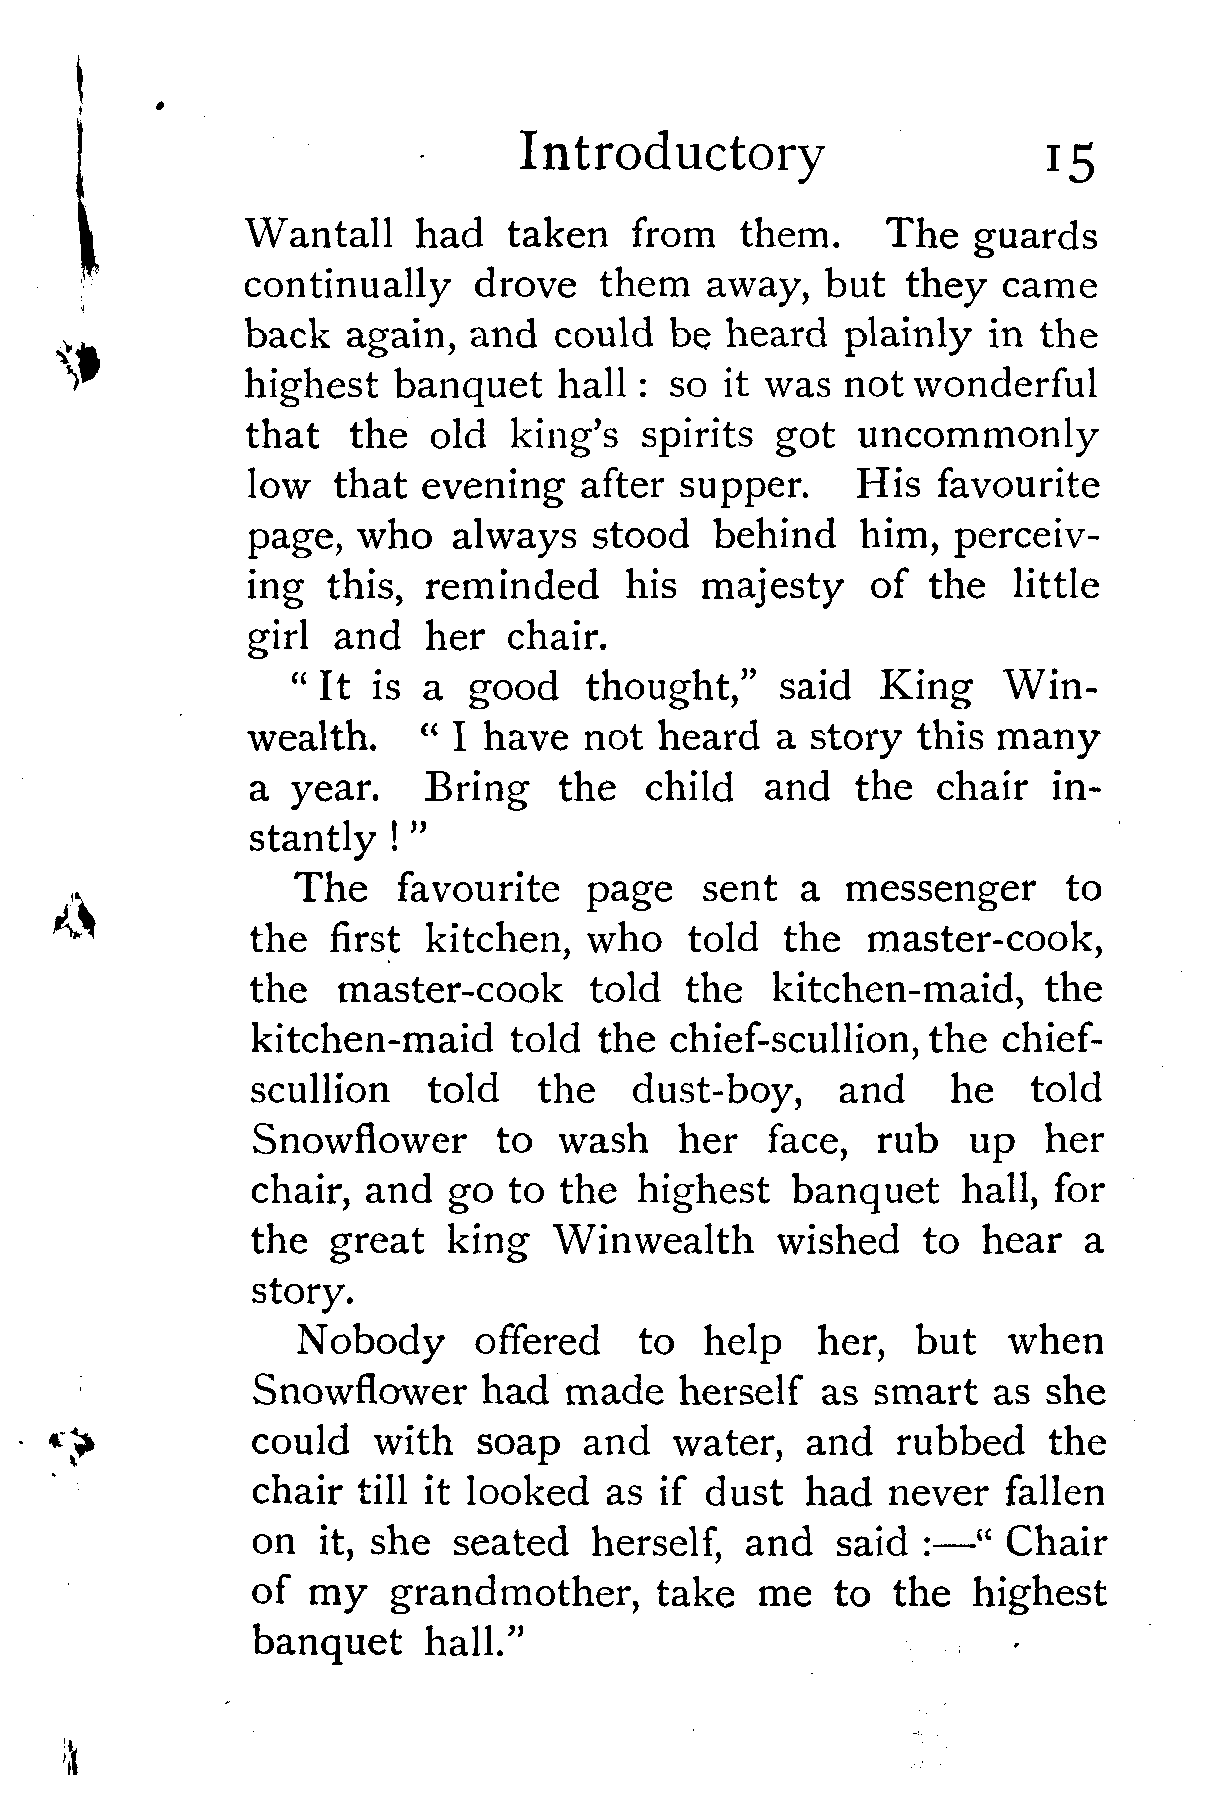 Introductory 15
Wantall had taken from them. The guards
continually drove them away, but they came
back again, and could be heard plainly in the
highest banquet hall : so it was not wonderful
that the old king's spirits got uncommonly
low that evening after supper. His favourite
page, who always stood behind him, perceiv-
ing this, reminded his majesty of the little
girl and her chair.
“ It is a good thought,” said King Win-
wealth. “ I have not heard a story this many
a year. Bring the child and the chair in-
stantly ! ”
The favourite page sent a messenger to
the first kitchen, who told the master-cook,
the master-cook told the kitchen-maid, the
kitchen-maid told the chief-scullion, the chief-
scullion told the dust-boy, and he told
Snowflower to wash her face, rub up her
chair, and go to the highest banquet hall, for
the great king Winwealth wished to hear a
story.
Nobody offered to help her, but when
Snowflower had made herself as smart as she
could with soap and water, and rubbed the
chair till it looked as if dust had never fallen
on it, she seated herself, and said :—“ Chair
of my grandmother, take me to the highest
banquet hall.”